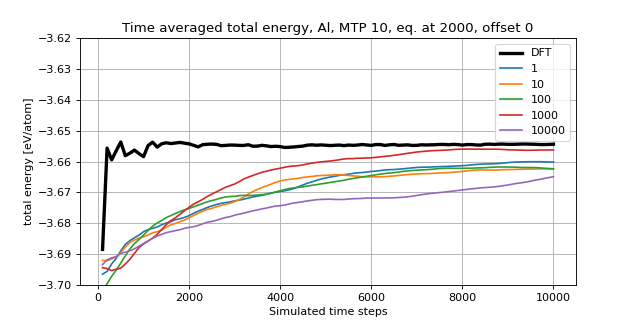 Time averaged total energy, Al, MTP 10, eq. at 2000, offset 0
total energy [eV/atom]
−3.62
−3.63
−3.64
−3.65
−3.66
−3.67
−3.68
−3.69
−3.70
DFT
1
10
100
1000
10000
0 2000 4000 6000 8000 10000
Simulated time steps